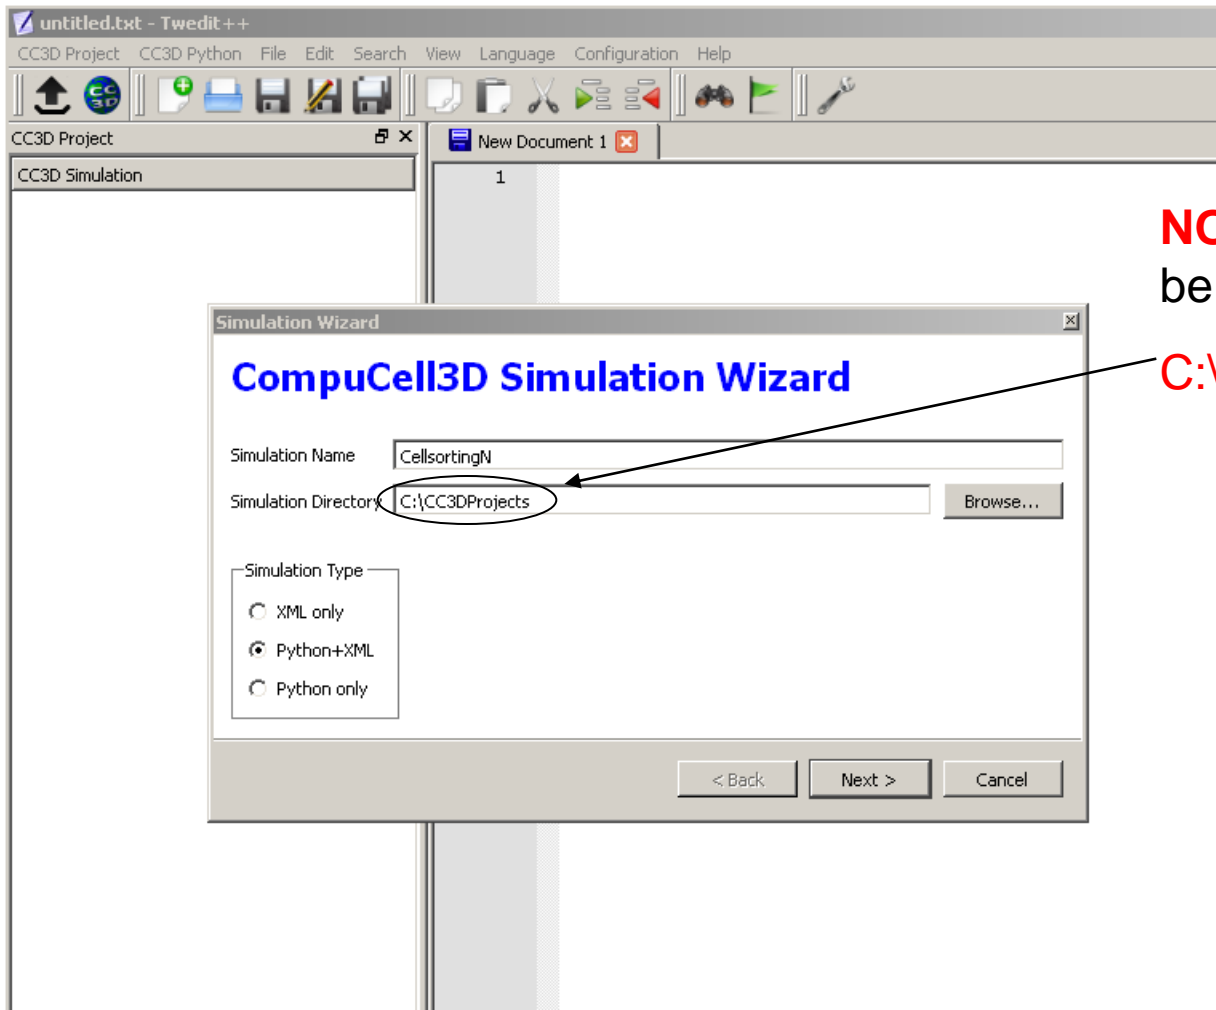 untitled.txt - Twedit++
CC3D Project CC3D Python File Edit Search View Language Configuration Help
CC3D Project
New Document 1
CC3D Simulation
1
be
C:\
Simulation Wizard
CompuCell3D Simulation Wizard
Simulation Name CellsortingN
Simulation Directory C:\CC3DProjects Browse...
Simulation Type
XML only
Python+XML
Python only
< Back Next > Cancel